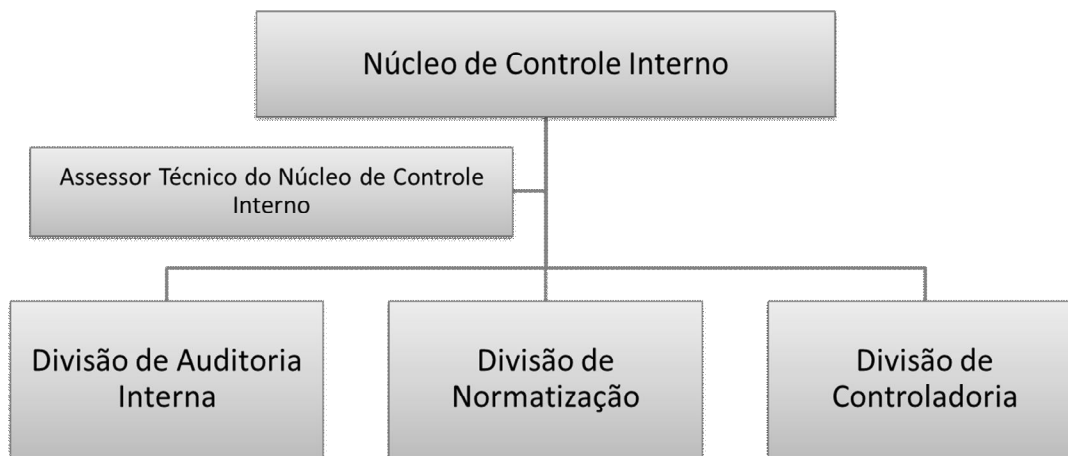 Núcleo de Controle Interno
Assessor Técnico do Núcleo de Controle
Interno
Divisão de Auditoria
Interna
Divisão de
Normatização
Divisão de
Controladoria